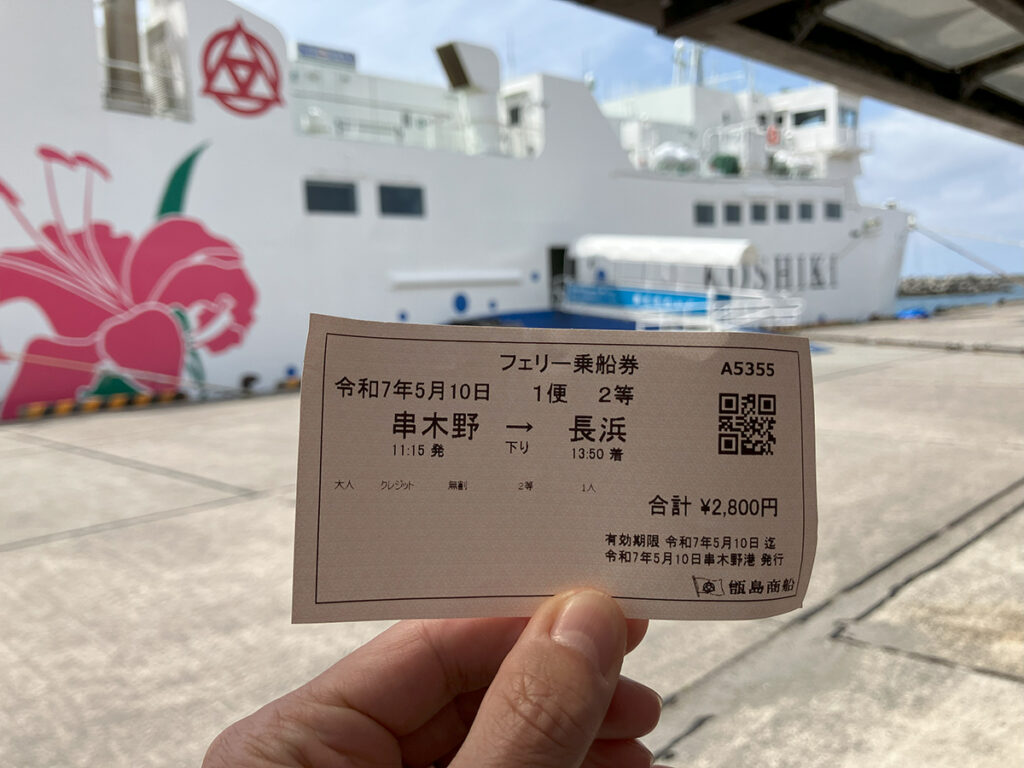 KOSHIKI
フェリー乗船券 A5355
令和7年5月10日 1便 2等
串木野 → 長浜
11:15 発 下り 13:50 着
大人 クレジット 無割 2等 1人
合計 ¥2,800円
有効期限 令和7年5月10日 迄
令和7年5月10日串木野港 発行
甑島商船